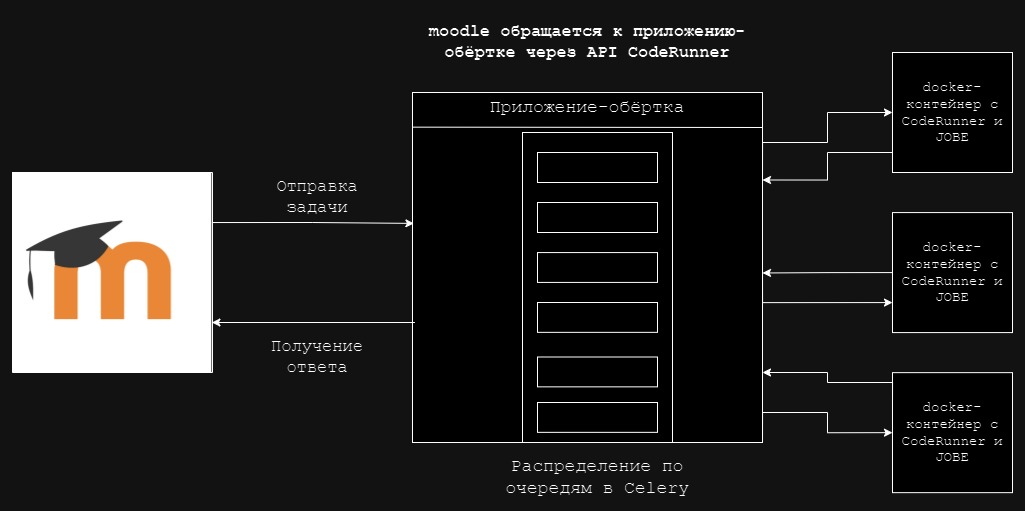 moodle обращается к приложению-
обёртке через API CodeRunner
Приложение-обёртка
Отправка
задачи
m
Получение
ответа
Распределение по
очередям в Celery
docker-
контейнер с
CodeRunner и
JOBE
docker-
контейнер с
CodeRunner и
JOBE
docker-
контейнер с
CodeRunner и
JOBE